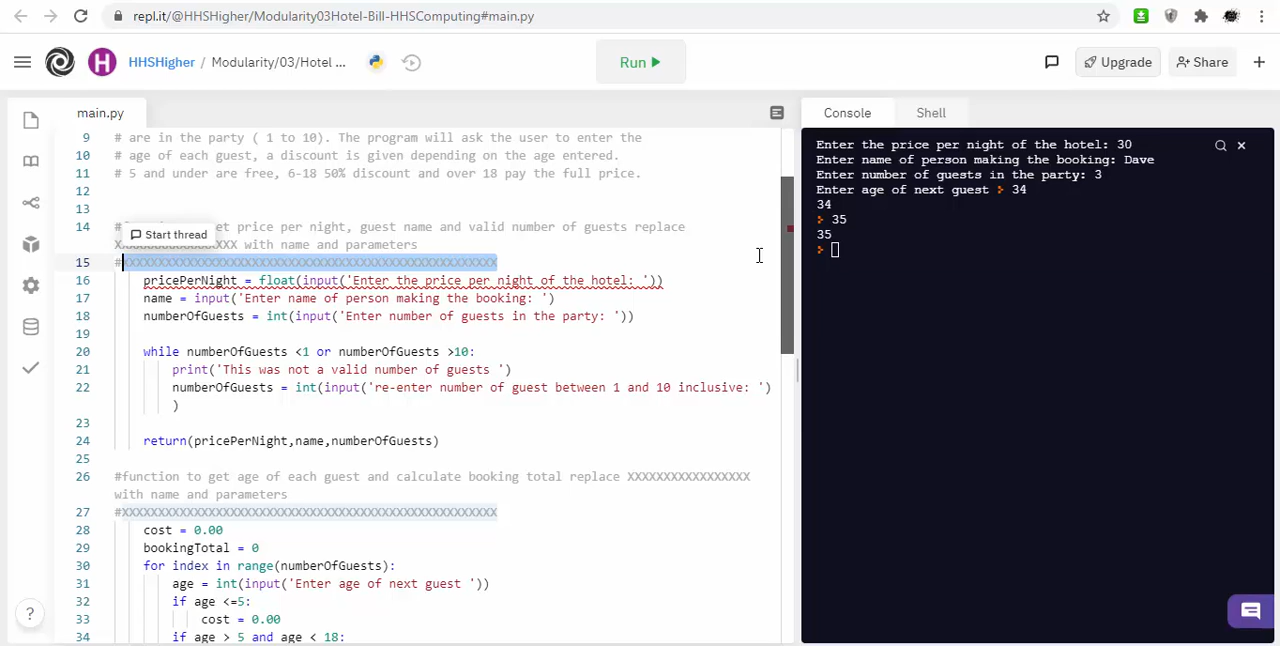 repl.it/@HHSHigher/Modularity03Hotel-Bill-HHSComputing#main.py
H HHSHigher / Modularity/03/Hotel ... Run Upgrade Share
main.py
Console Shell
9 # are in the party ( 1 to 10). The program will ask the user to enter the
10 # age of each guest, a discount is given depending on the age entered.
11 # 5 and under are free, 6-18 50% discount and over 18 pay the full price.
12
13
14 # et price per night, guest name and valid number of guests replace
Start thread
with name and parameters
15
16 pricePerNight = float(input('Enter the price per night of the hotel: '))
17 name = input('Enter name of person making the booking: ')
18 numberOfGuests = int(input('Enter number of guests in the party: '))
19
20 while numberOfGuests <1 or numberOfGuests >10:
21 print('This was not a valid number of guests ')
22 numberOfGuests = int(input('re-enter number of guest between 1 and 10 inclusive: ')
)
23
24 return(pricePerNight,name,numberOfGuests)
25
26 #function to get age of each guest and calculate booking total replace XXXXXXXXXXXXXXXXX
with name and parameters
27 #XXXXXXXXXXXXXXXXXXXXXXXXXXXXXXXXXXXXXXXXXXXXXXXXXXXX
28 cost = 0.00
29 bookingTotal = 0
30 for index in range(numberOfGuests):
31 age = int(input('Enter age of next guest '))
32 if age <=5:
33 cost = 0.00
34 if age > 5 and age < 18:
Enter the price per night of the hotel: 30
Enter name of person making the booking: Dave
Enter number of guests in the party: 3
Enter age of next guest > 34
34
> 35
35
>
?